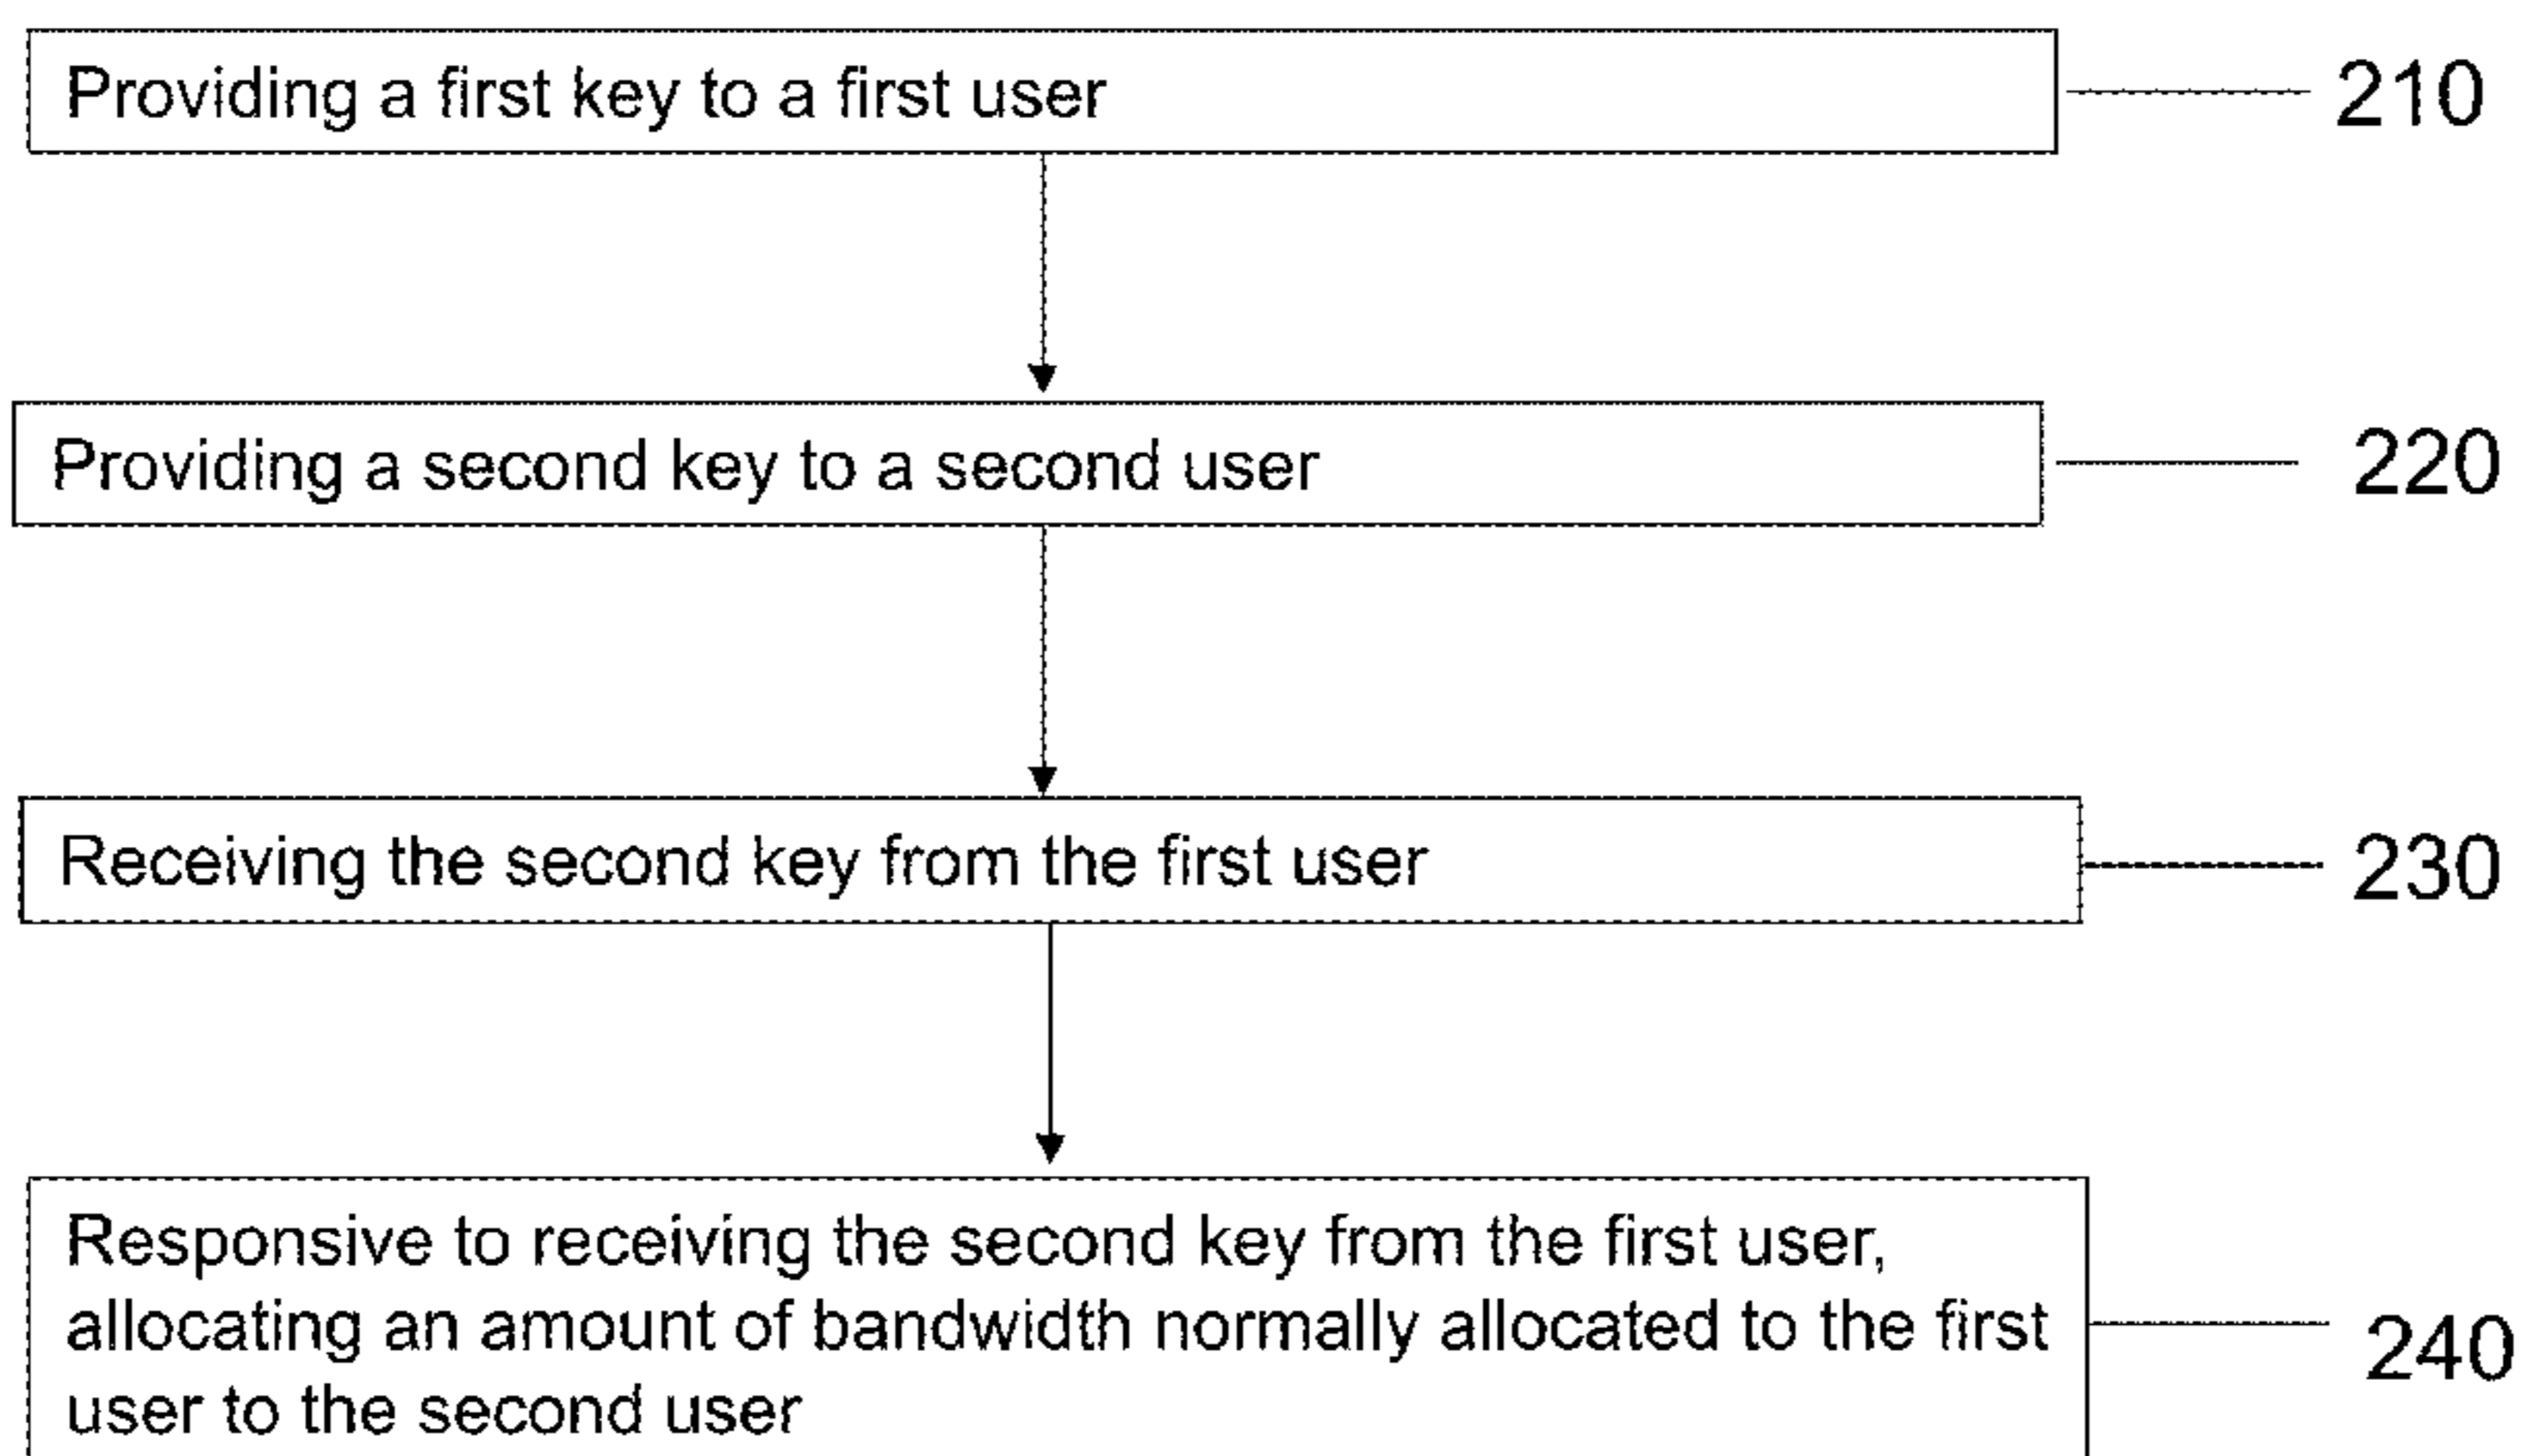 Providing a first key to a first user
210
Providing a second key to a second user
220
Receiving the second key from the first user
230
Responsive to receiving the second key from the first user,
allocating an amount of bandwidth normally allocated to the first
user to the second user
240